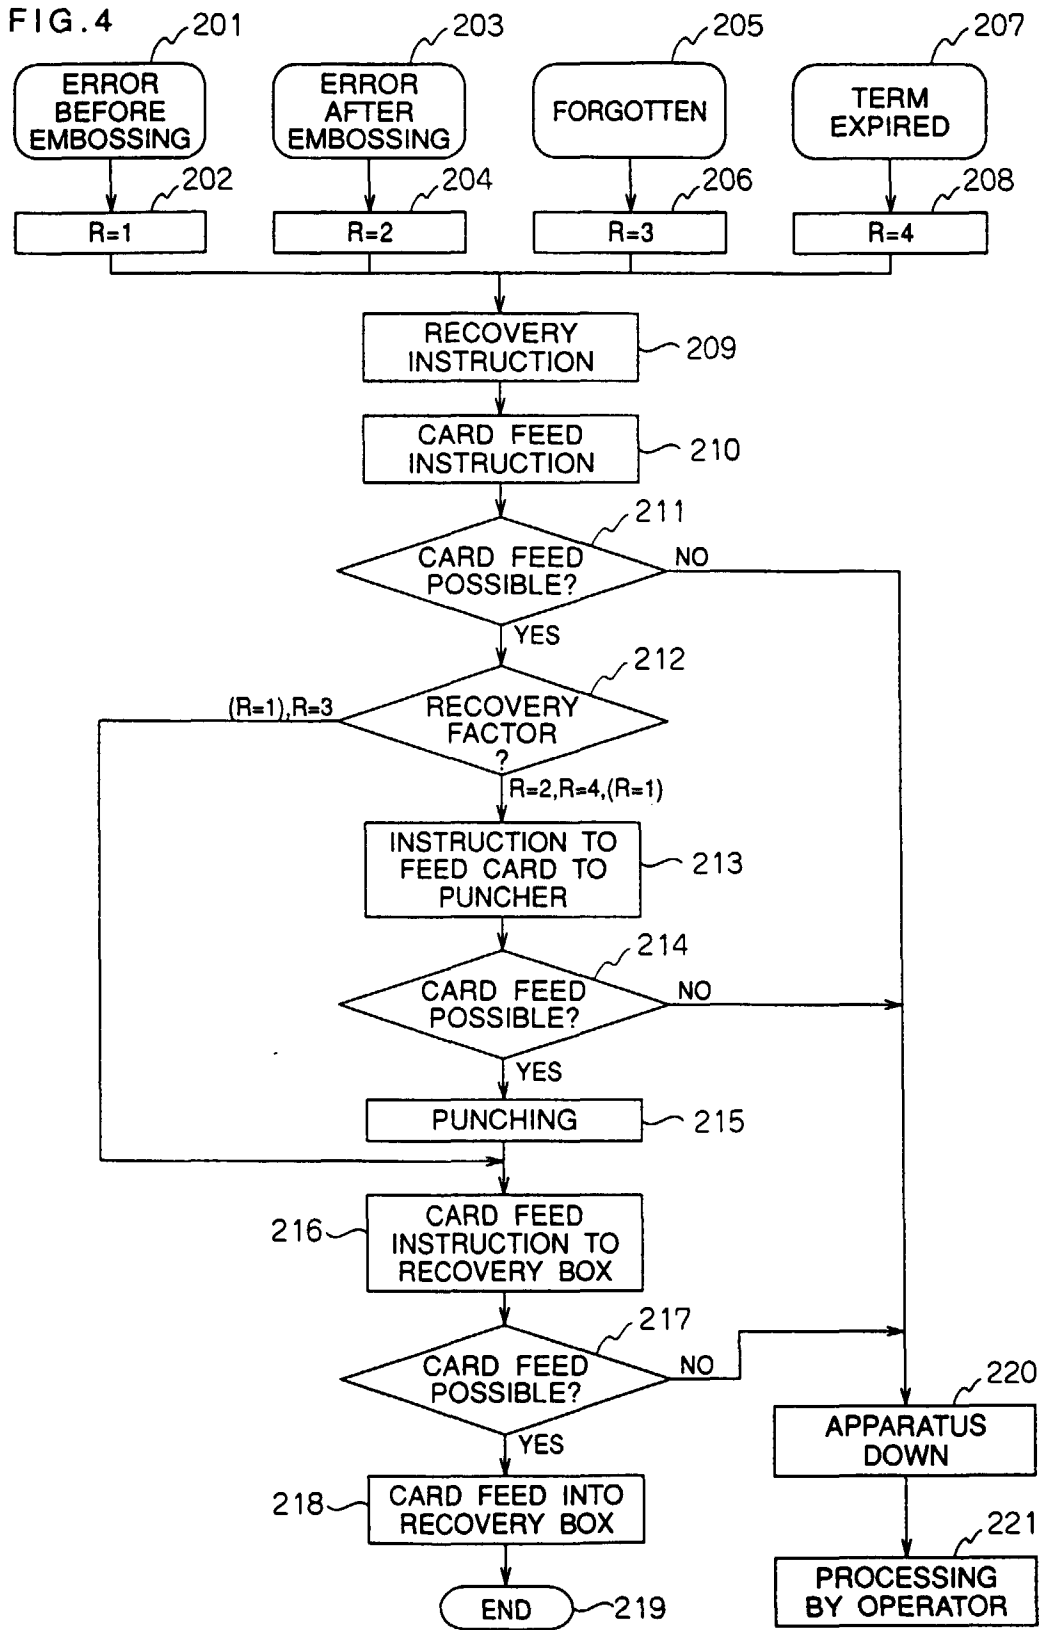 FIG.4
201
203
205
207
ERROR
BEFORE
EMBOSSING
ERROR
AFTER
EMBOSSING
FORGOTTEN
TERM
EXPIRED
202
204
206
208
R=1
R=2
R=3
R=4
RECOVERY
INSTRUCTION
209
CARD FEED
INSTRUCTION
210
211
CARD FEED
POSSIBLE?
NO
YES
212
(R=1),R=3
RECOVERY
FACTOR
?
R=2,R=4,(R=1)
INSTRUCTION TO
FEED CARD TO
PUNCHER
213
214
CARD FEED
POSSIBLE?
NO
YES
PUNCHING
215
216
CARD FEED
INSTRUCTION TO
RECOVERY BOX
217
CARD FEED
POSSIBLE?
NO
YES
220
APPARATUS
DOWN
218
CARD FEED INTO
RECOVERY BOX
221
PROCESSING
BY OPERATOR
END
219